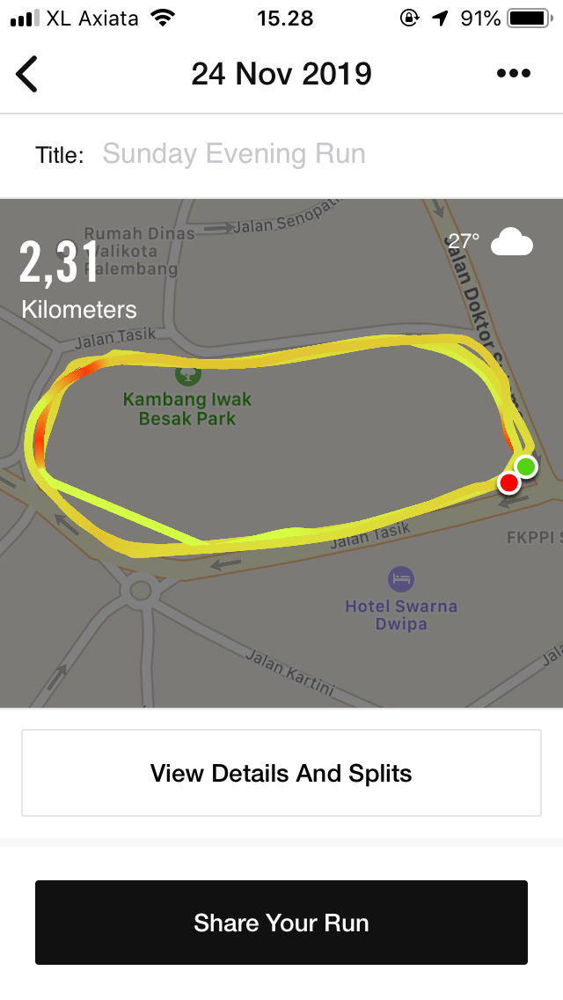 XL Axiata 15.28 91%
24 Nov 2019
Title: Sunday Evening Run
Jalan Senopati
Rumah Dinas
Walikota
Palembang
27°
2,31
Kilometers
Jalan Doktor
Jalan Tasik
Kambang Iwak
Besak Park
Jalan Tasik
FKPPI
Hotel Swarna
Dwipa
Jalan Kartini
View Details And Splits
Share Your Run